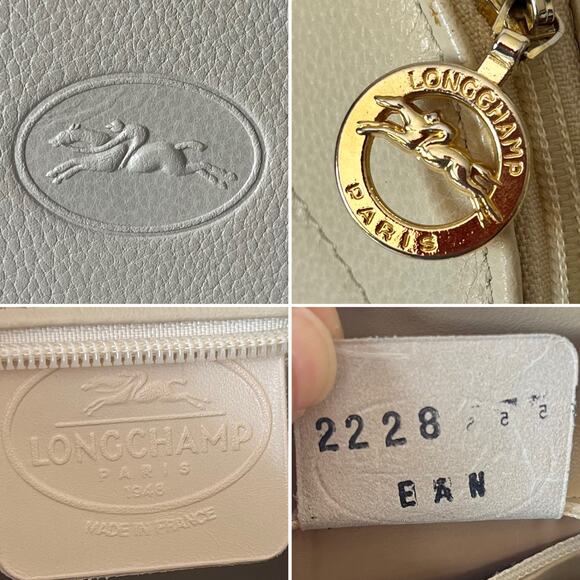 LONGCHAMP
PARIS
LONGCHAMP
PARIS
1948
MADE IN FRANCE
2228
EAN